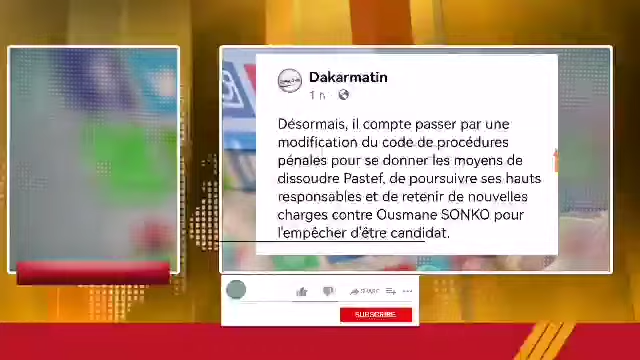 Dakarmatin
Désormais, il compte passer par une
modification du code de procédures
pénales pour se donner les moyens de
dissoudre Pastef, de poursuivre ses hauts
responsables et de retenir de nouvelles
charges contre Ousmane SONKO pour
l'empêcher d'être candidat.
SHARE
SUBSCRIBE